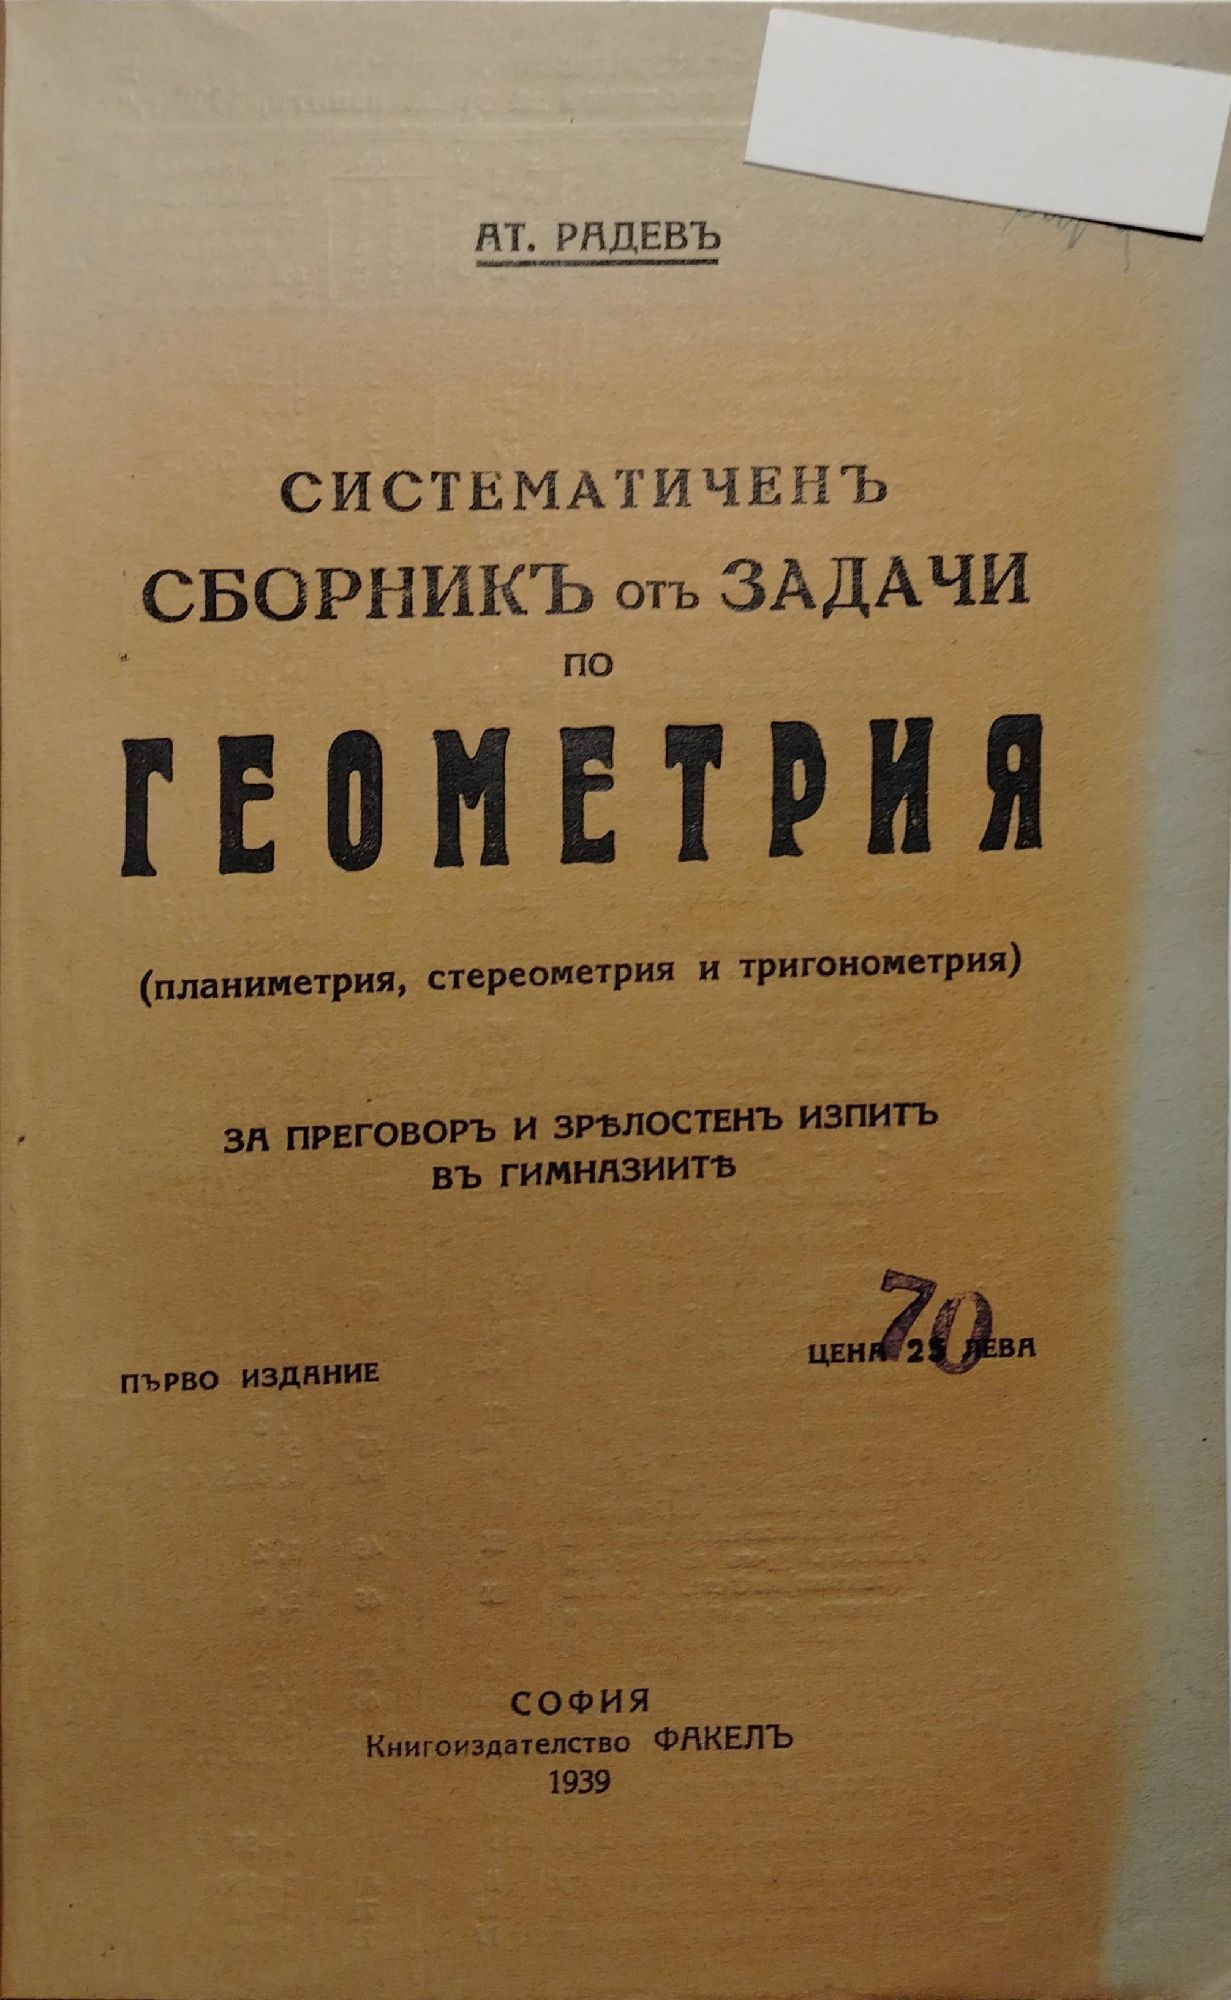 АТ. РАДЕВЪ
СИСТЕМАТИЧЕНЪ
СБОРНИКЪ отъ ЗАДАЧИ
ПО
ГЕОМЕТРИЯ
(планиметрия, стереометрия и тригонометрия)
ЗА ПРЕГОВОРЪ И ЗРѢЛОСТЕНЪ ИЗПИТЪ
ВЪ ГИМНАЗИИТѢ
70
ПЪРВО ИЗДАНИЕ
ЦЕНА 25 ЛЕВА
СОФИЯ
Книгоиздателство ФАКЕЛЪ
1939